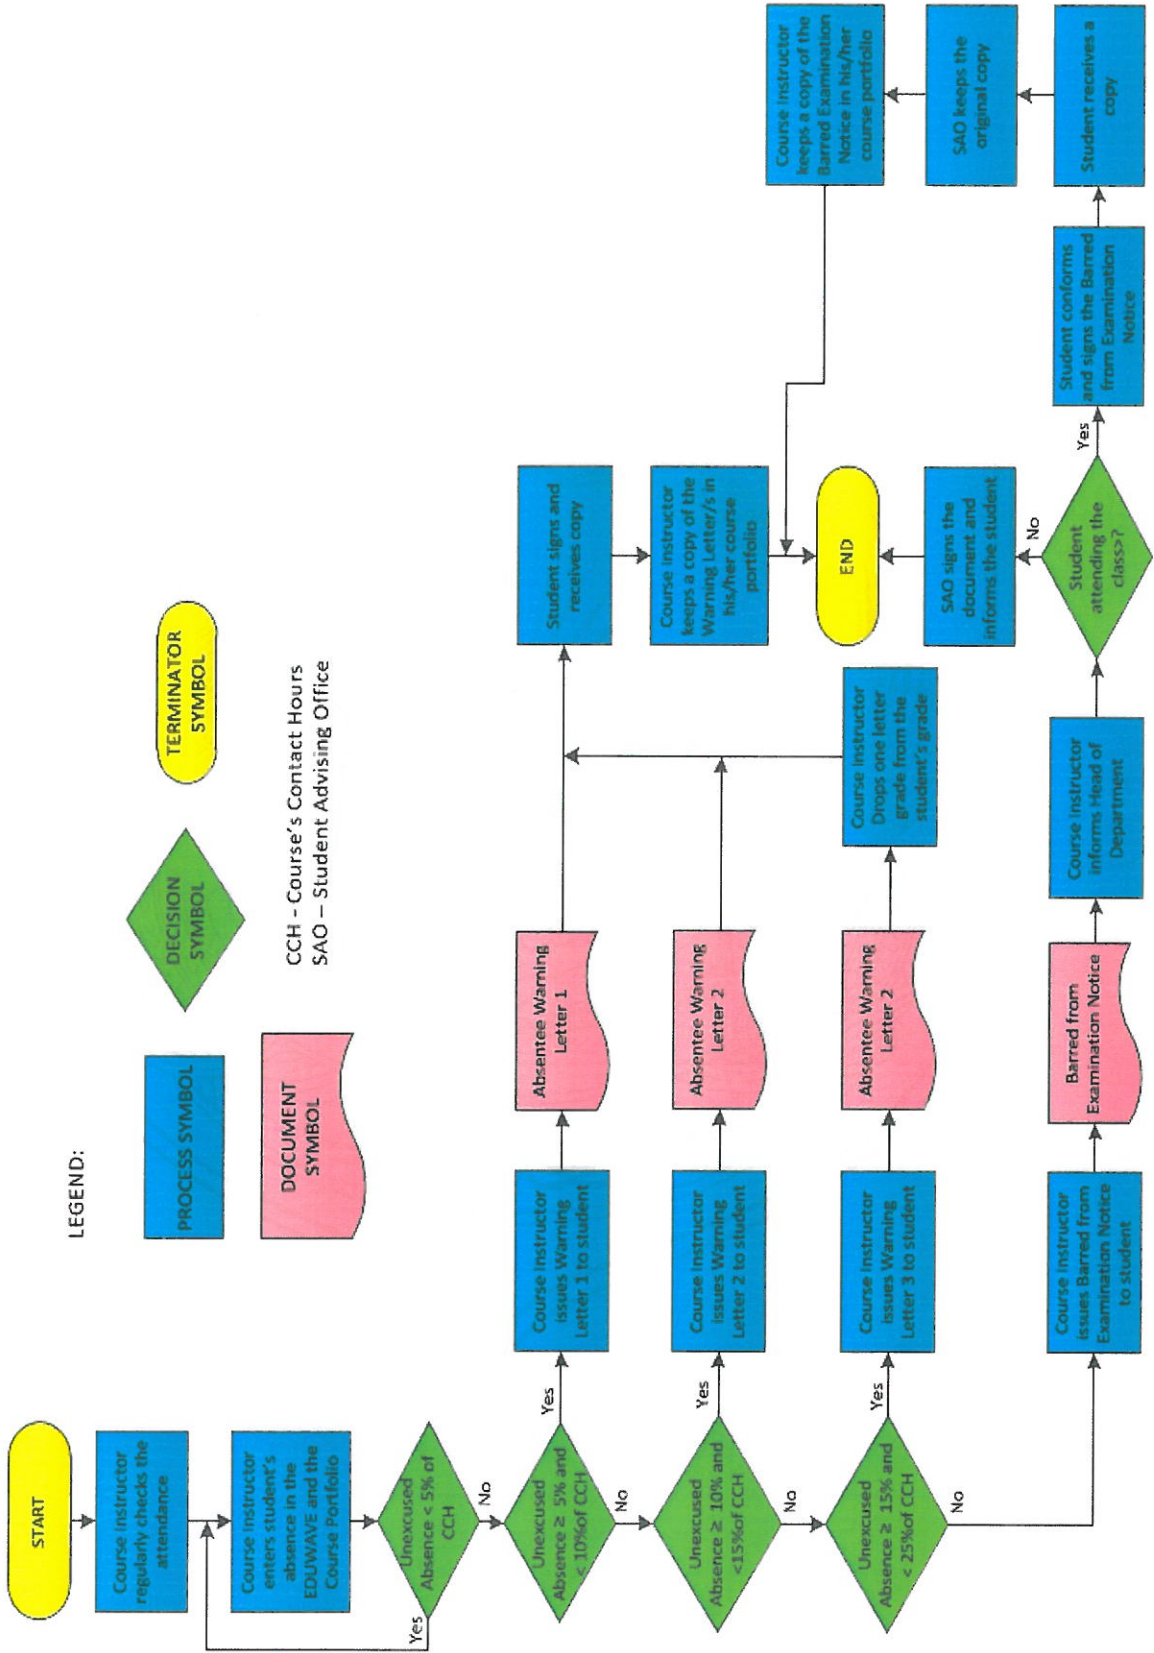 LEGEND:
PROCESS SYMBOL
DECISION
SYMBOL
TERMINATOR
SYMBOL
DOCUMENT
SYMBOL
CCH - Course's Contact Hours
SAO – Student Advising Office
START
Course Instructor
regularly checks the
attendance
Course Instructor
enters student's
absence in the
EDUWAVE and the
Course Portfolio
Unexcused
Absence < 5% of
CCH
Yes
No
Unexcused
Absence ≥ 5% and
< 10%of CCH
Yes
No
Course Instructor
issues Warning
Letter 1 to student
Absentee Warning
Letter 1
Student signs and
receives copy
Unexcused
Absence ≥ 10% and
<15%of CCH
Yes
No
Course Instructor
issues Warning
Letter 2 to student
Absentee Warning
Letter 2
Course Instructor
keeps a copy of the
Warning Letter/s in
his/her course
portfolio
Unexcused
Absence ≥ 15% and
< 25%of CCH
Yes
No
Course Instructor
issues Warning
Letter 3 to student
Absentee Warning
Letter 2
Course Instructor
Drops one letter
grade from the
student's grade
END
Course Instructor
issues Barred from
Examination Notice
to student
Barred from
Examination Notice
Course Instructor
informs Head of
Department
Student
attending the
class>?
No
Yes
SAO signs the
document and
informs the student
Student conforms
and signs the Barred
from Examination
Notice
Student receives a
copy
SAO keeps the
original copy
Course Instructor
keeps a copy of the
Barred Examination
Notice in his/her
course portfolio